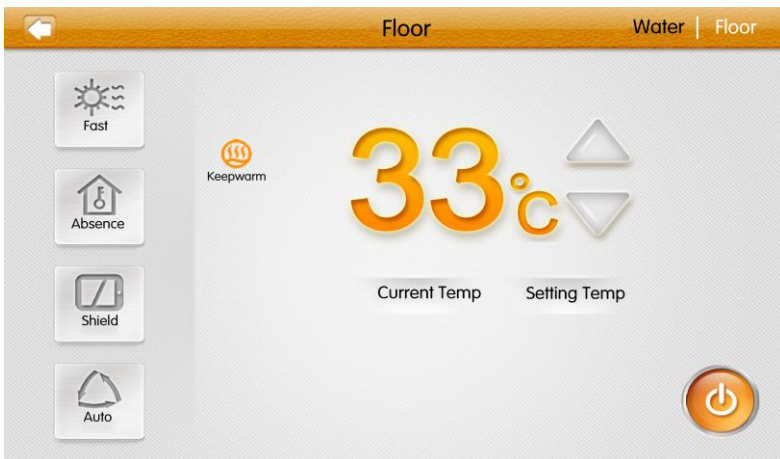 Floor
Water | Floor
Fast
Keepwarm
33°C
Absence
Current Temp
Setting Temp
Shield
Auto